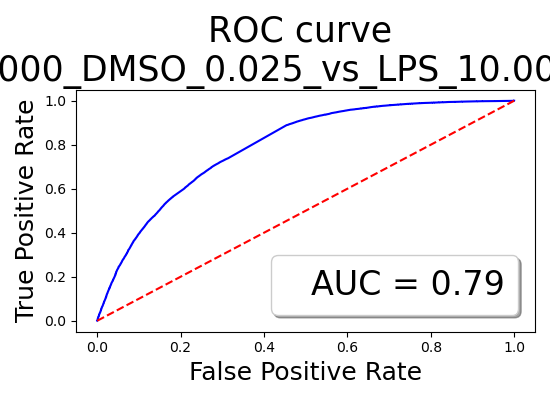 ROC curve
000_DMSO_0.025_vs_LPS_10.00
1.0
0.8
0.6
0.4
0.2
0.0
True Positive Rate
AUC = 0.79
0.0 0.2 0.4 0.6 0.8 1.0
False Positive Rate